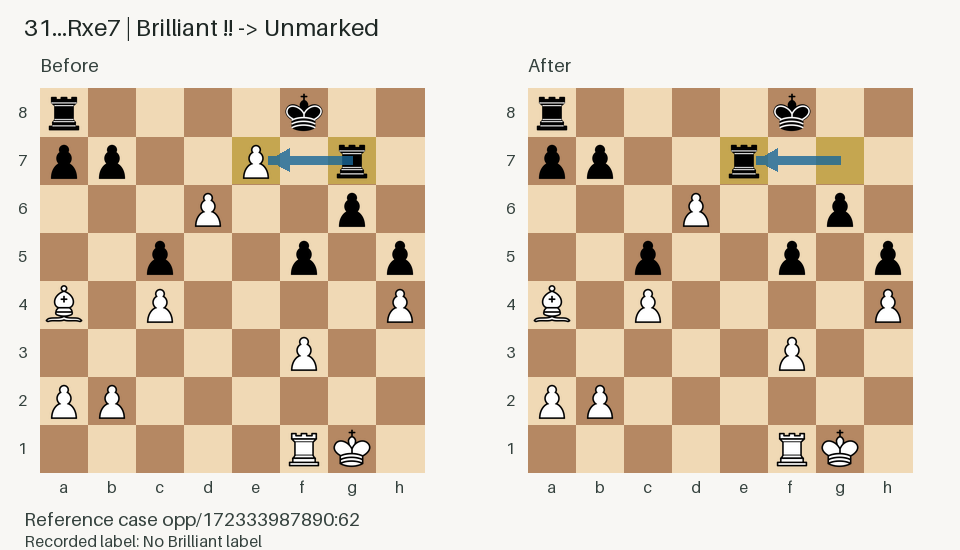 31...Rxe7 | Brilliant !! -> Unmarked
Before
After
8 8
7 7
6 6
5 5
4 4
3 3
2 2
1 1
a b c d e f g h a b c d e f g h
Reference case opp/172333987890:62
Recorded label: No Brilliant label